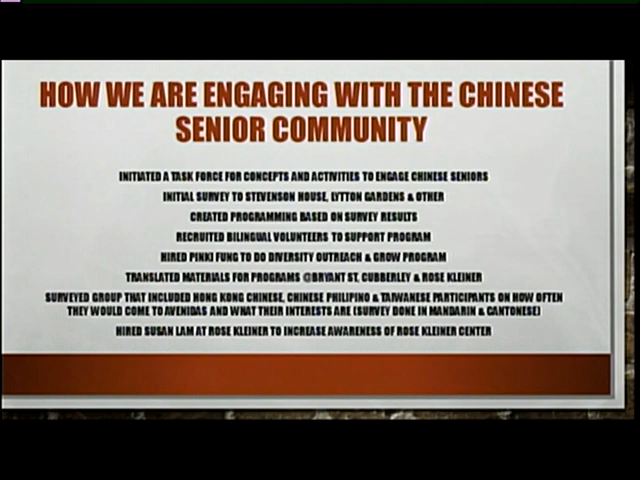 HOW WE ARE ENGAGING WITH THE CHINESE
SENIOR COMMUNITY
INITIATED A TASK FORCE FOR CONCEPTS AND ACTIVITIES TO ENGAGE CHINESE SENIORS
INITIAL SURVEY TO STEVENSON HOUSE, LYTTON GARDENS & OTHER
CREATED PROGRAMMING BASED ON SURVEY RESULTS
RECRUITED BILINGUAL VOLUNTEERS TO SUPPORT PROGRAM
HIRED PINKI FUNG TO DO DIVERSITY OUTREACH & GROW PROGRAM
TRANSLATED MATERIALS FOR PROGRAMS @BRYANT ST, CUBBERLEY & ROSE KLEINER
SURVEYED GROUP THAT INCLUDED HONG KONG CHINESE, CHINESE PHILIPINO & TAIWANESE PARTICIPANTS ON HOW OFTEN
THEY WOULD COME TO AVENIDAS AND WHAT THEIR INTERESTS ARE (SURVEY DONE IN MANDARIN & CANTONESE)
HIRED SUSAN LAM AT ROSE KLEINER TO INCREASE AWARENESS OF ROSE KLEINER CENTER